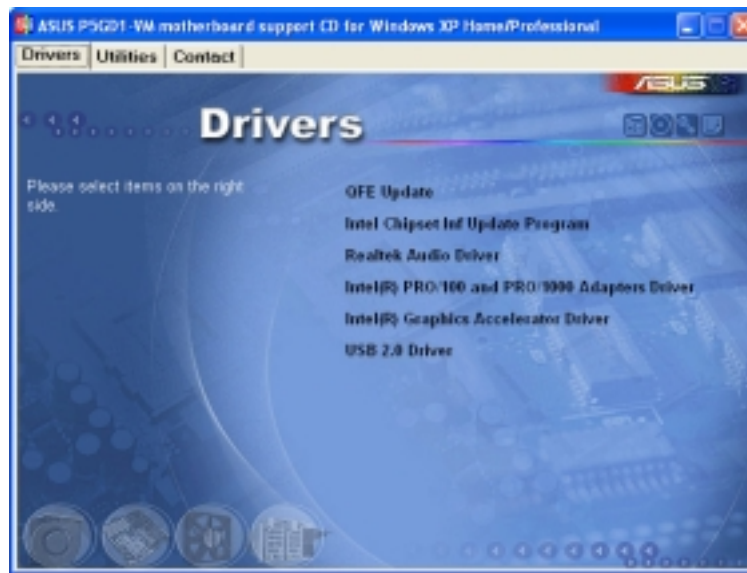 ASUS P5GD1-VM motherboard support CD for Windows XP Home/Professional
Drivers Utilities Contact
ASUS
Drivers
Please select items on the right
side.
QFE Update
Intel Chipset Inf Update Program
Realtek Audio Driver
Intel(R) PRO/100 and PRO/1000 Adapters Driver
Intel(R) Graphics Accelerator Driver
USB 2.0 Driver